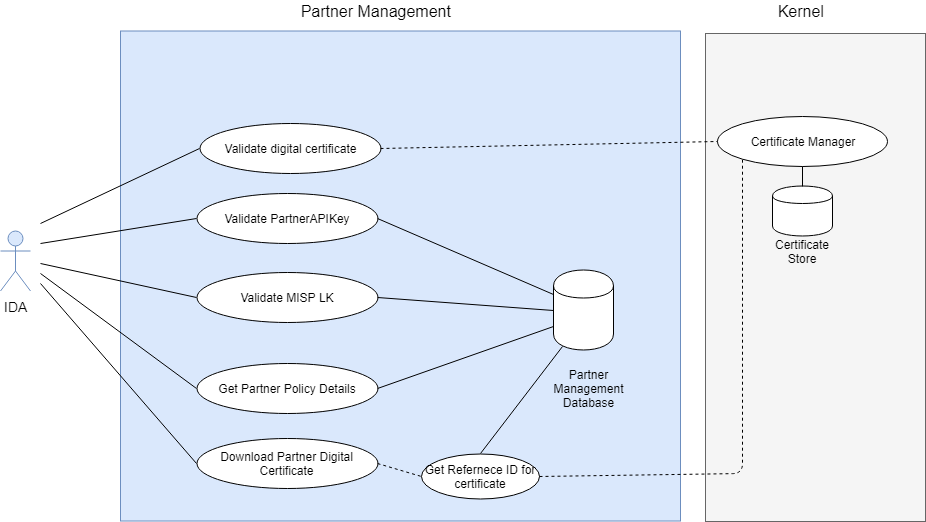 Partner Management
Kernel
Validate digital certificate
Certificate Manager
Validate PartnerAPIKey
Certificate
Store
IDA
Validate MISP LK
Partner
Management
Database
Get Partner Policy Details
Download Partner Digital
Certificate
Get Refernece ID for
certificate